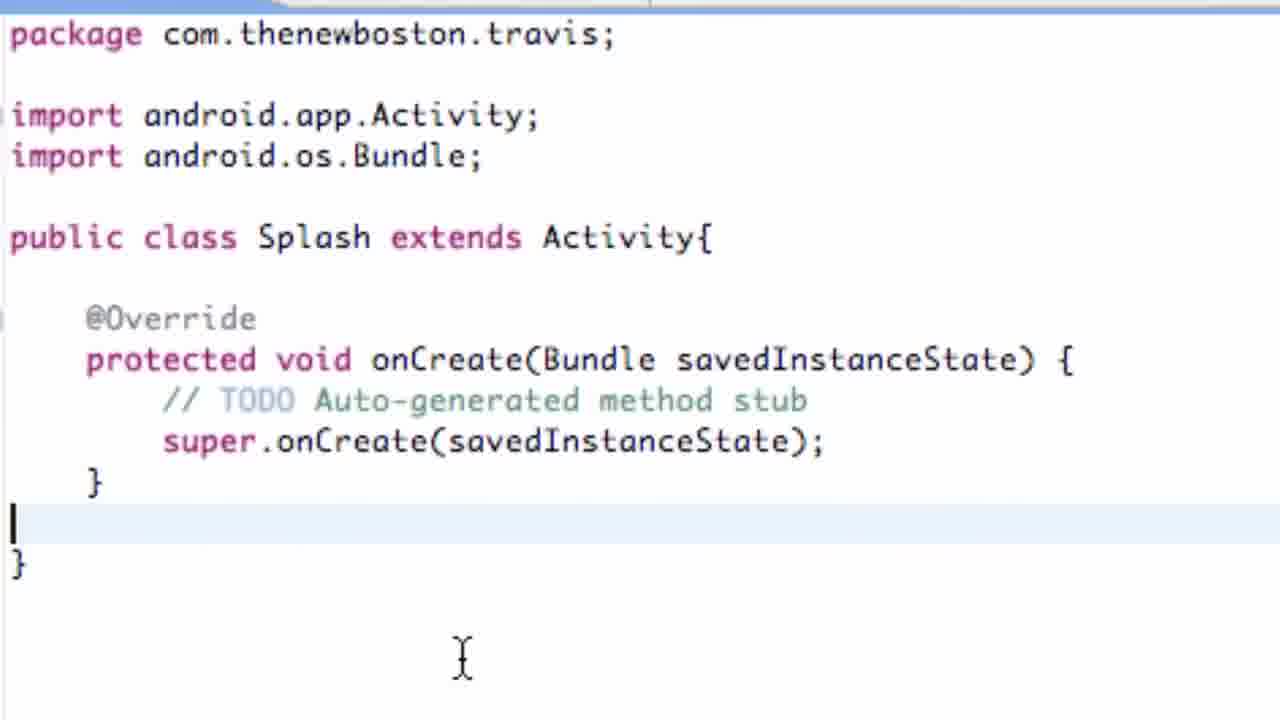 package com.thenewboston.travis;
import android.app.Activity;
import android.os.Bundle;
public class Splash extends Activity{
@Override
protected void onCreate(Bundle savedInstanceState) {
// TODO Auto-generated method stub
super.onCreate(savedInstanceState);
}
}